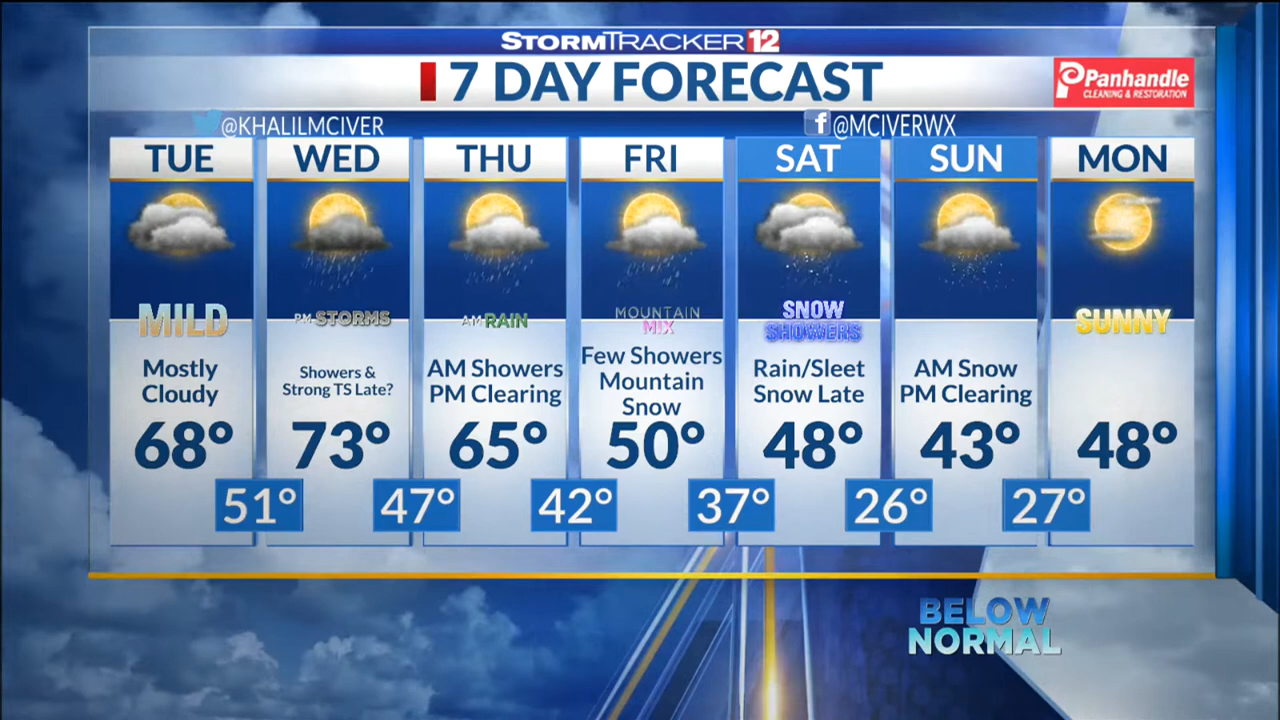 STORMTRACKER 12
7 DAY FORECAST
Panhandle
CLEANING & RESTORATION
@KHALILMCIVER
f @MCIVERWX
TUE
MILD
Mostly
Cloudy
68°
WED
PM STORMS
Showers &
Strong TS Late?
73°
THU
AM RAIN
AM Showers
PM Clearing
65°
FRI
MOUNTAIN
MIX
Few Showers
Mountain
Snow
50°
SAT
SNOW
SHOWERS
Rain/Sleet
Snow Late
48°
SUN
AM Snow
PM Clearing
43°
MON
SUNNY
48°
51°
47°
42°
37°
26°
27°
BELOW
NORMAL